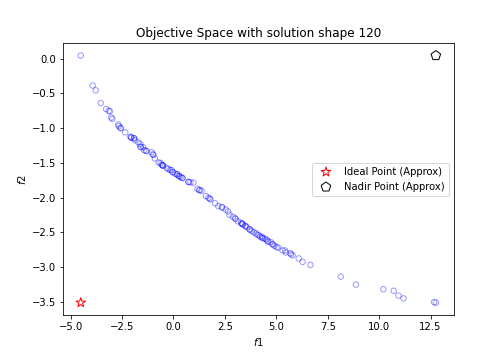 Objective Space with solution shape 120
0.0
−0.5
−1.0
−1.5
−2.0
−2.5
−3.0
−3.5
f2
Ideal Point (Approx)
Nadir Point (Approx)
−5.0 −2.5 0.0 2.5 5.0 7.5 10.0 12.5
f1